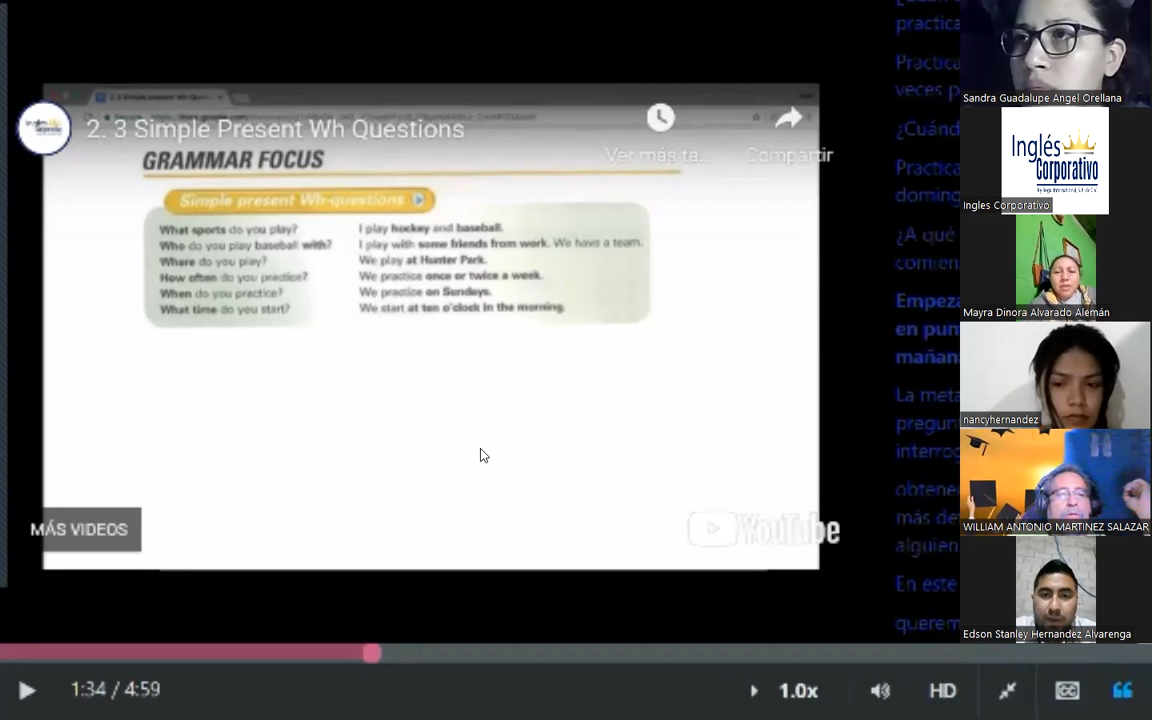 2. 3 Simple Present Wh Questions
Ver más ta...
Compartir
GRAMMAR FOCUS
Simple present Wh-questions
What sports do you play? I play hockey and baseball.
Who do you play baseball with? I play with some friends from work. We have a team.
Where do you play? We play at Hunter Park.
How often do you practice? We practice once or twice a week.
When do you practice? We practice on Sundays.
What time do you start? We start at ten o'clock in the morning.
MÁS VIDEOS
YouTube
1:34 / 4:59
1.0x
HD
CC
practica
Practica
veces p
¿Cuánd
Practica
doming
¿A qué
comien
Empeza
en pun
mañan
La meta
pregun
interrog
obtene
más de
alguien
En este
querem
Sandra Guadalupe Angel Orellana
Inglés
Corporativo
Ingles Corporativo
Mayra Dinora Alvarado Alemán
nancyhernandez
WILLIAM ANTONIO MARTINEZ SALAZAR
Edson Stanley Hernandez Alvarenga